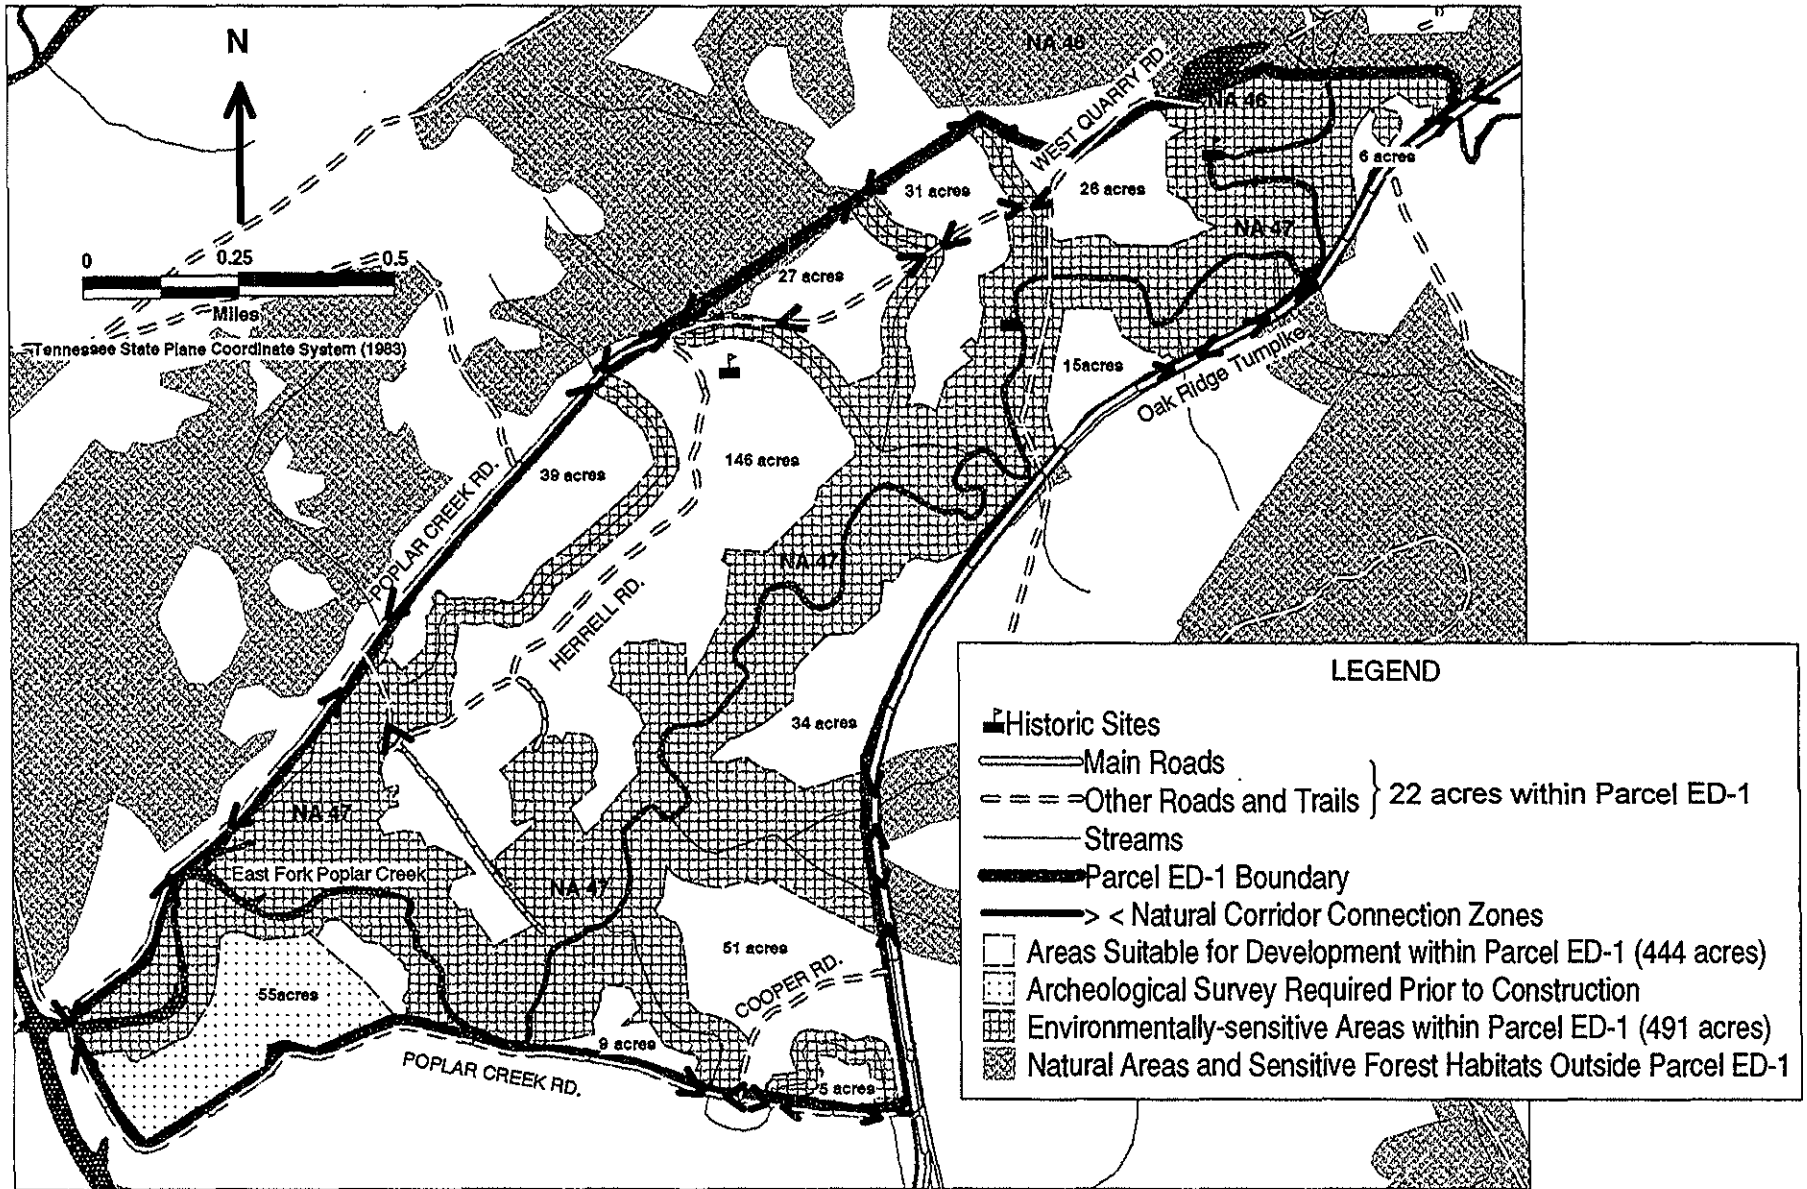 N
NA 46
WEST QUARRY RD.
NA 46
6 acres
31 acres
26 acres
NA 47
0 0.25 0.5
27 acres
Miles
Tennessee State Plane Coordinate System (1983)
15acres
Oak Ridge Turnpike
146 acres
39 acres
POPLAR CREEK RD.
NA 47
HERRELL RD.
34 acres
NA 47
East Fork Poplar Creek
NA 47
51 acres
COOPER RD.
55acres
9 acres
POPLAR CREEK RD.
5 acres
LEGEND
Historic Sites
Main Roads
Other Roads and Trails } 22 acres within Parcel ED-1
Streams
Parcel ED-1 Boundary
> < Natural Corridor Connection Zones
Areas Suitable for Development within Parcel ED-1 (444 acres)
Archeological Survey Required Prior to Construction
Environmentally-sensitive Areas within Parcel ED-1 (491 acres)
Natural Areas and Sensitive Forest Habitats Outside Parcel ED-1